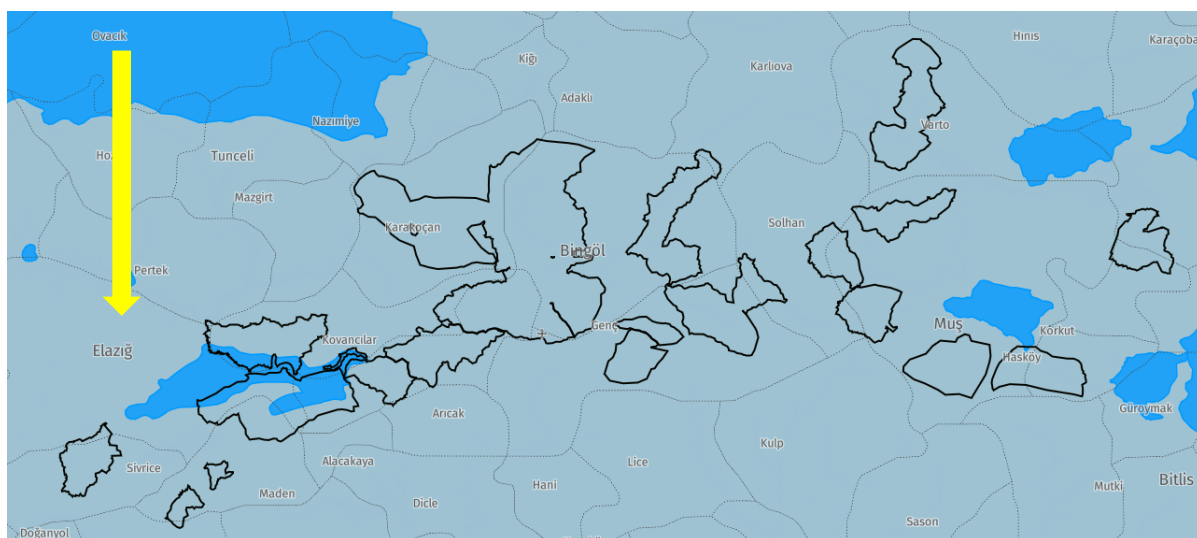 Ovacık
Hınıs
Karaçoba
Kiğı
Karlıova
Adaklı
Nazımiye
Varto
Tunceli
Mazgirt
Karakoçan
Solhan
Bingöl
Pertek
Genç
Muş
Körkut
Kovancılar
Elazığ
Hasköy
Arıcak
Güroymak
Kulp
Sivrice
Alacakaya
Lice
Bitlis
Hani
Mutki
Maden
Dicle
Sason
Doğanyol